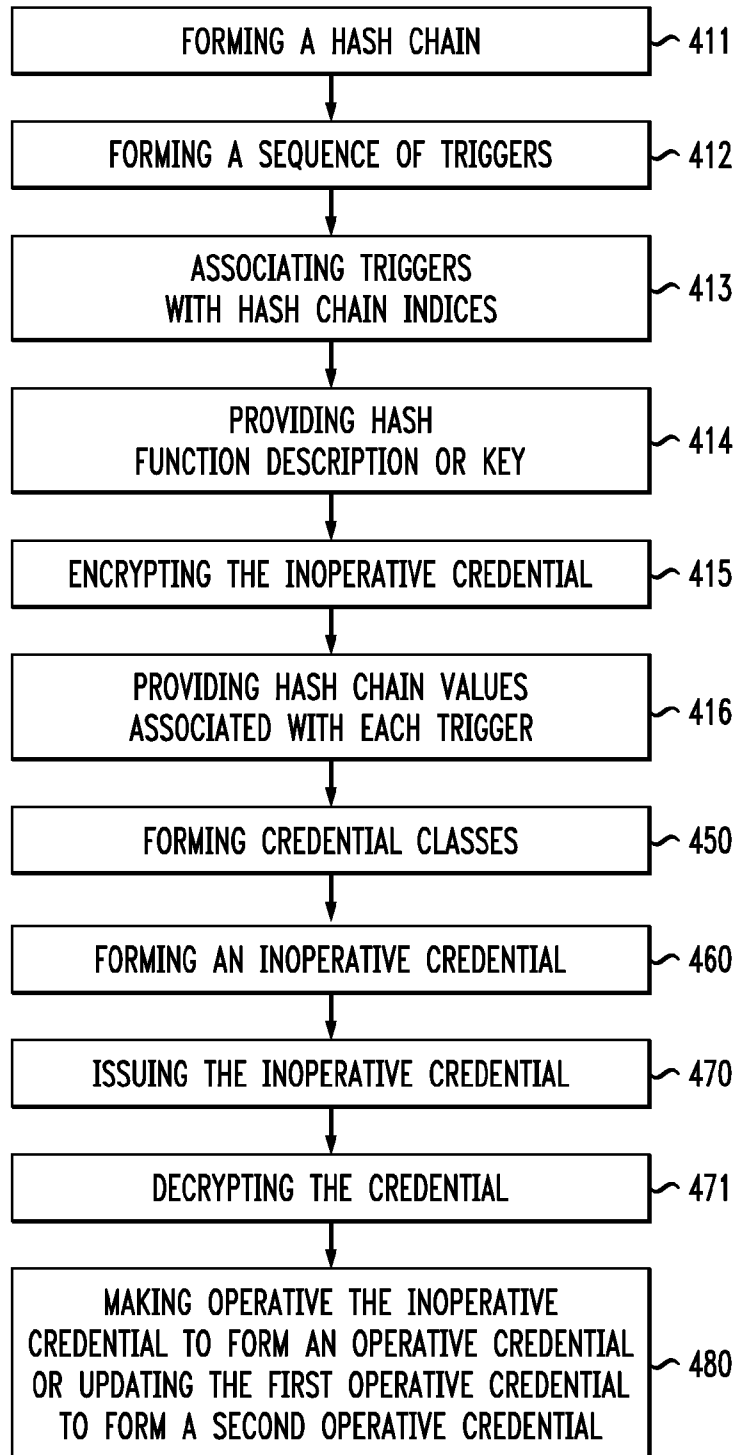 FORMING A HASH CHAIN
411
FORMING A SEQUENCE OF TRIGGERS
412
ASSOCIATING TRIGGERS
WITH HASH CHAIN INDICES
413
PROVIDING HASH
FUNCTION DESCRIPTION OR KEY
414
ENCRYPTING THE INOPERATIVE CREDENTIAL
415
PROVIDING HASH CHAIN VALUES
ASSOCIATED WITH EACH TRIGGER
416
FORMING CREDENTIAL CLASSES
450
FORMING AN INOPERATIVE CREDENTIAL
460
ISSUING THE INOPERATIVE CREDENTIAL
470
DECRYPTING THE CREDENTIAL
471
MAKING OPERATIVE THE INOPERATIVE
CREDENTIAL TO FORM AN OPERATIVE CREDENTIAL
OR UPDATING THE FIRST OPERATIVE CREDENTIAL
TO FORM A SECOND OPERATIVE CREDENTIAL
480